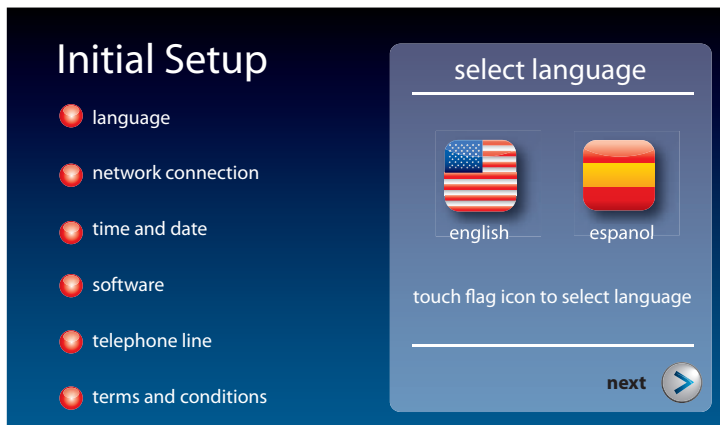 Initial Setup
language
network connection
time and date
software
telephone line
terms and conditions
select language
english
espanol
touch flag icon to select language
next